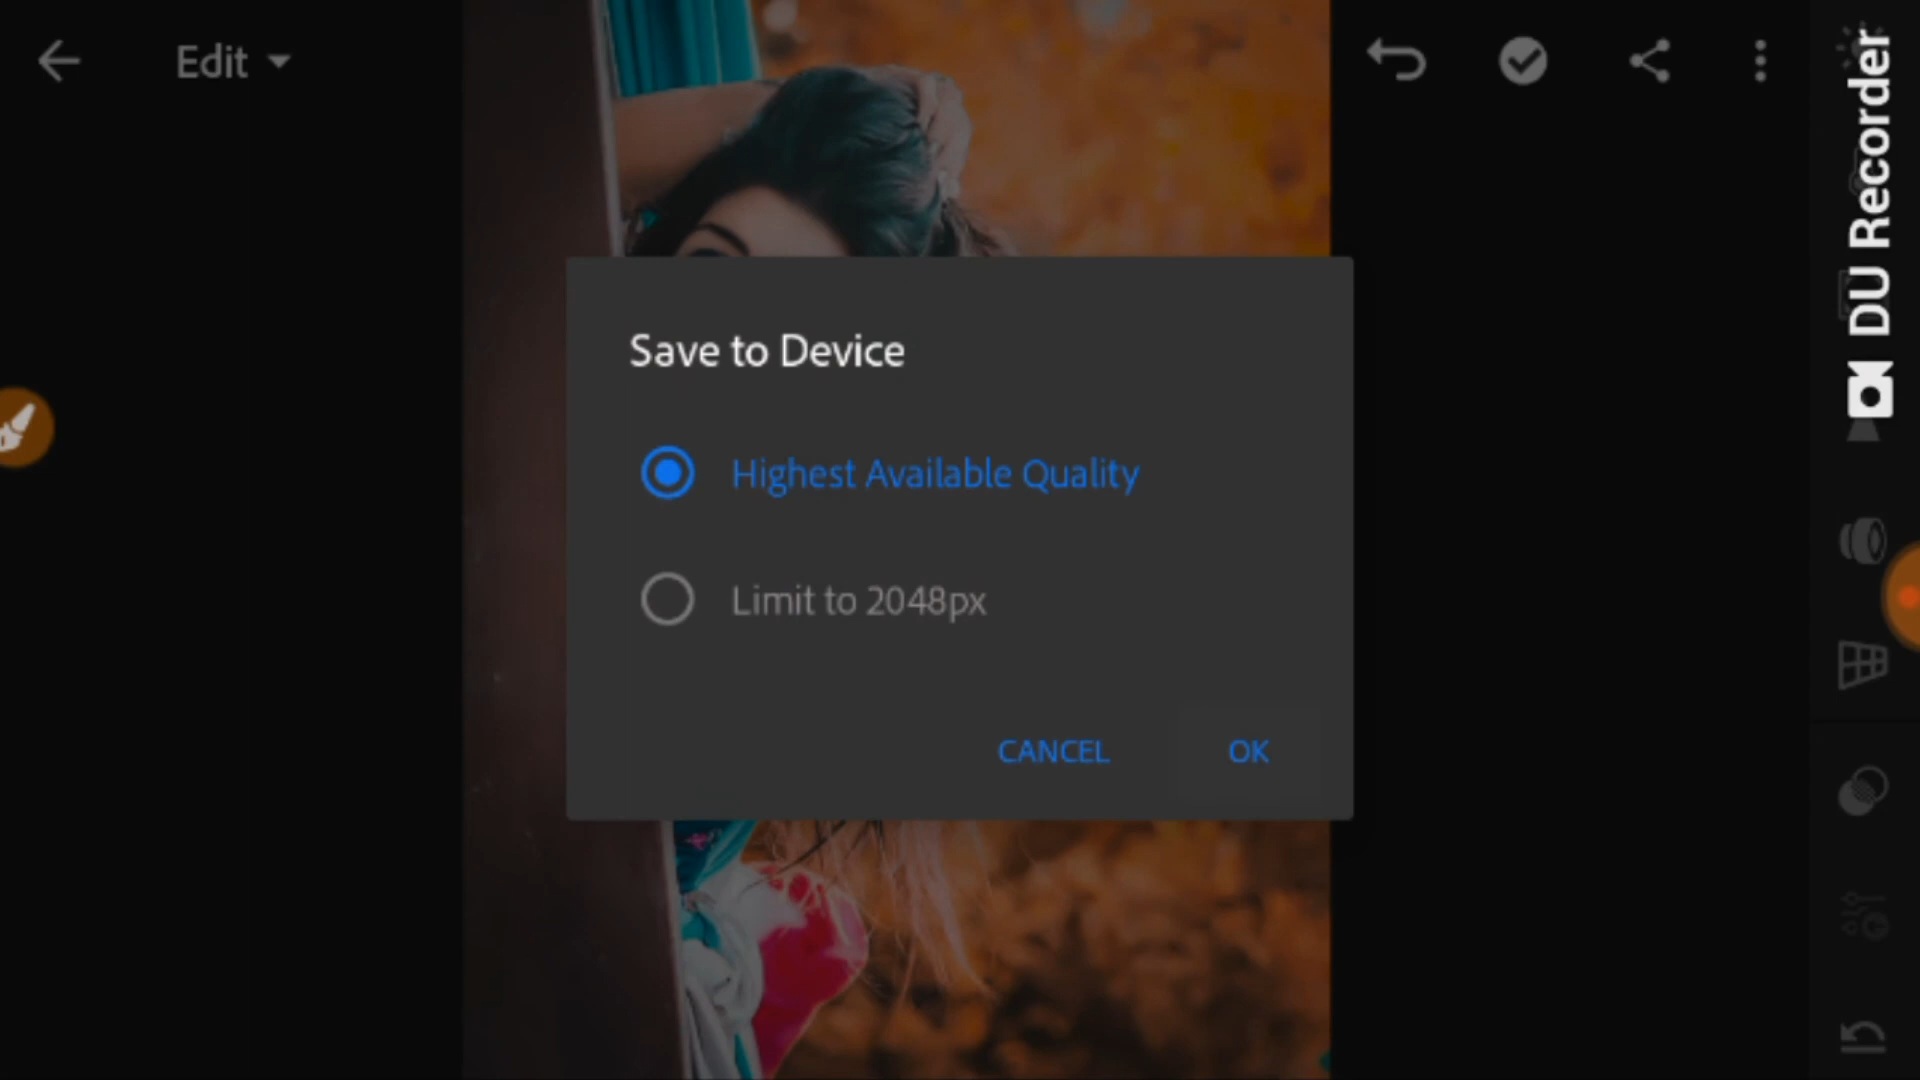 Edit
Save to Device
Highest Available Quality
Limit to 2048px
CANCEL OK
DU Recorder